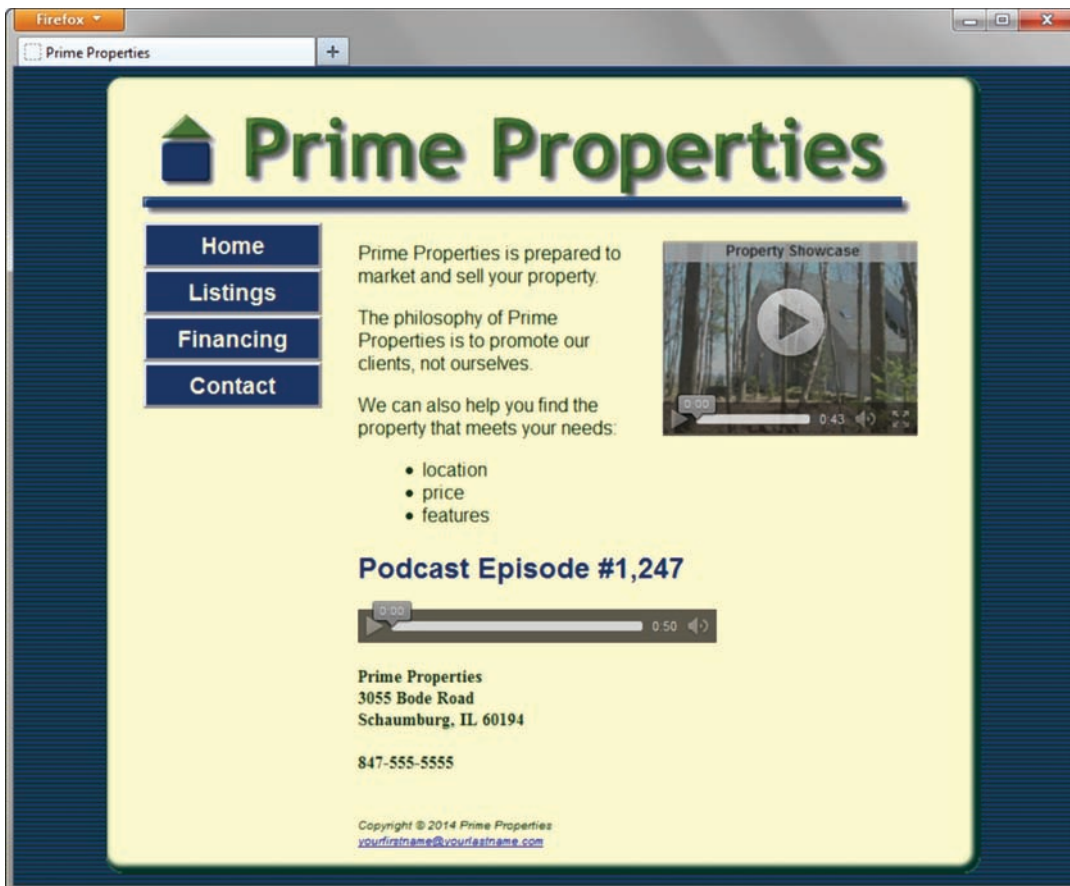 Firefox
Prime Properties
+
Prime Properties
Home
Listings
Financing
Contact
Prime Properties is prepared to
market and sell your property.
The philosophy of Prime
Properties is to promote our
clients, not ourselves.
We can also help you find the
property that meets your needs:
• location
• price
• features
Property Showcase
0:00
0:43
Podcast Episode #1,247
0:00
0:50
Prime Properties
3055 Bode Road
Schaumburg, IL 60194
847-555-5555
Copyright © 2014 Prime Properties
yourfirstname@yourlastname.com